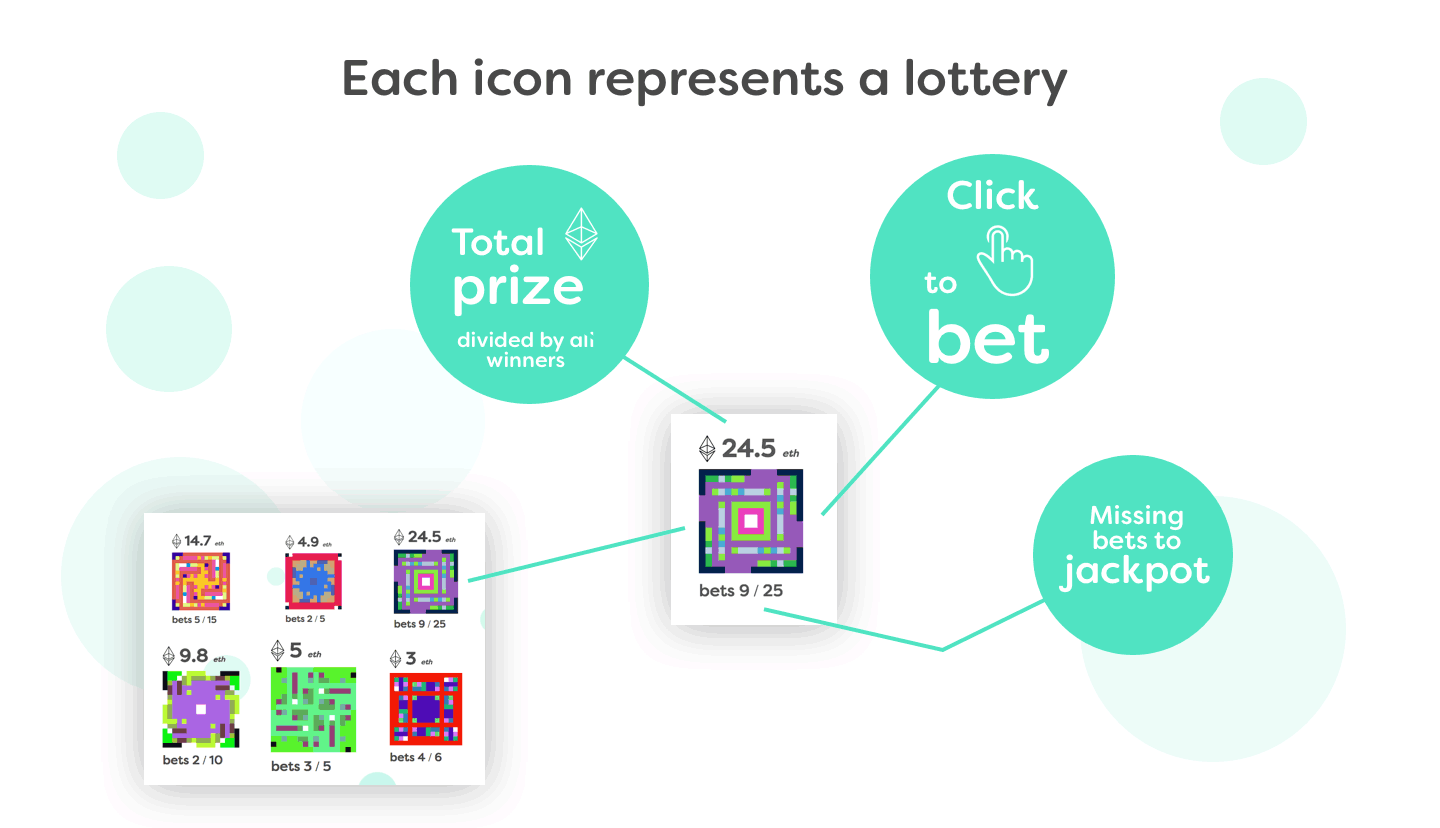 Each icon represents a lottery
Total
prize
divided by all
winners
Click
to
bet
24.5 eth
bets 9 / 25
Missing
bets to
jackpot
14.7 eth
bets 5 / 15
4.9 eth
bets 2 / 5
24.5 eth
bets 9 / 25
9.8 eth
bets 2 / 10
5 eth
bets 3 / 5
3 eth
bets 4 / 6